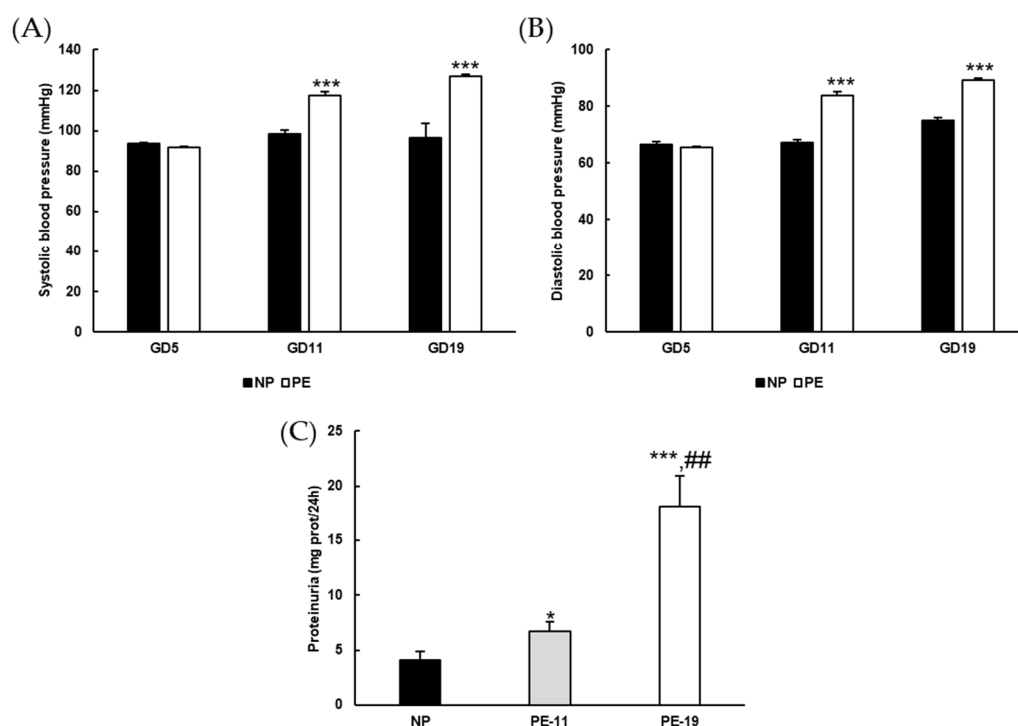 (A)
Systolic blood pressure (mmHg)
140
120
100
80
60
40
20
0
***
***
GD5 GD11 GD19
■NP □PE
(B)
Diastolic blood pressure (mmHg)
100
80
60
40
20
0
***
***
GD5 GD11 GD19
■NP □PE
(C)
Proteinuria (mg prot/24h)
25
20
15
10
5
0
*
***,##
NP PE-11 PE-19